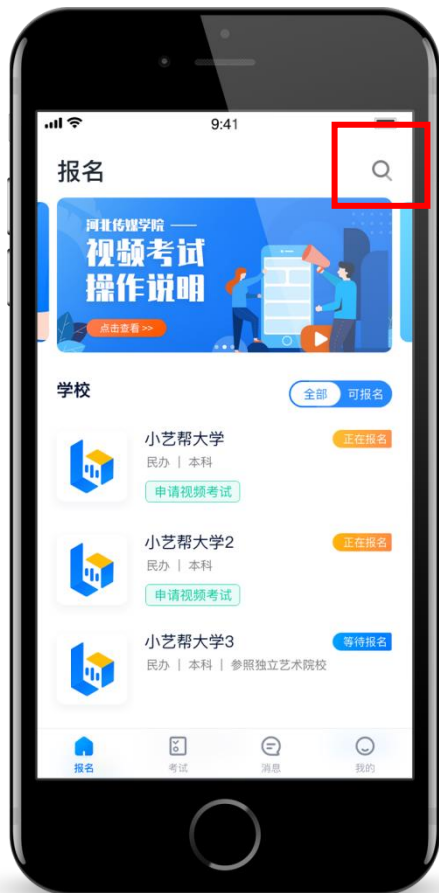 9:41
报名
河北传媒学院
视频考试
操作说明
点击查看 >>
学校
全部 可报名
小艺帮大学 正在报名
民办 | 本科
申请视频考试
小艺帮大学2 正在报名
民办 | 本科
申请视频考试
小艺帮大学3 等待报名
民办 | 本科 | 参照独立艺术院校
报名 考试 消息 我的